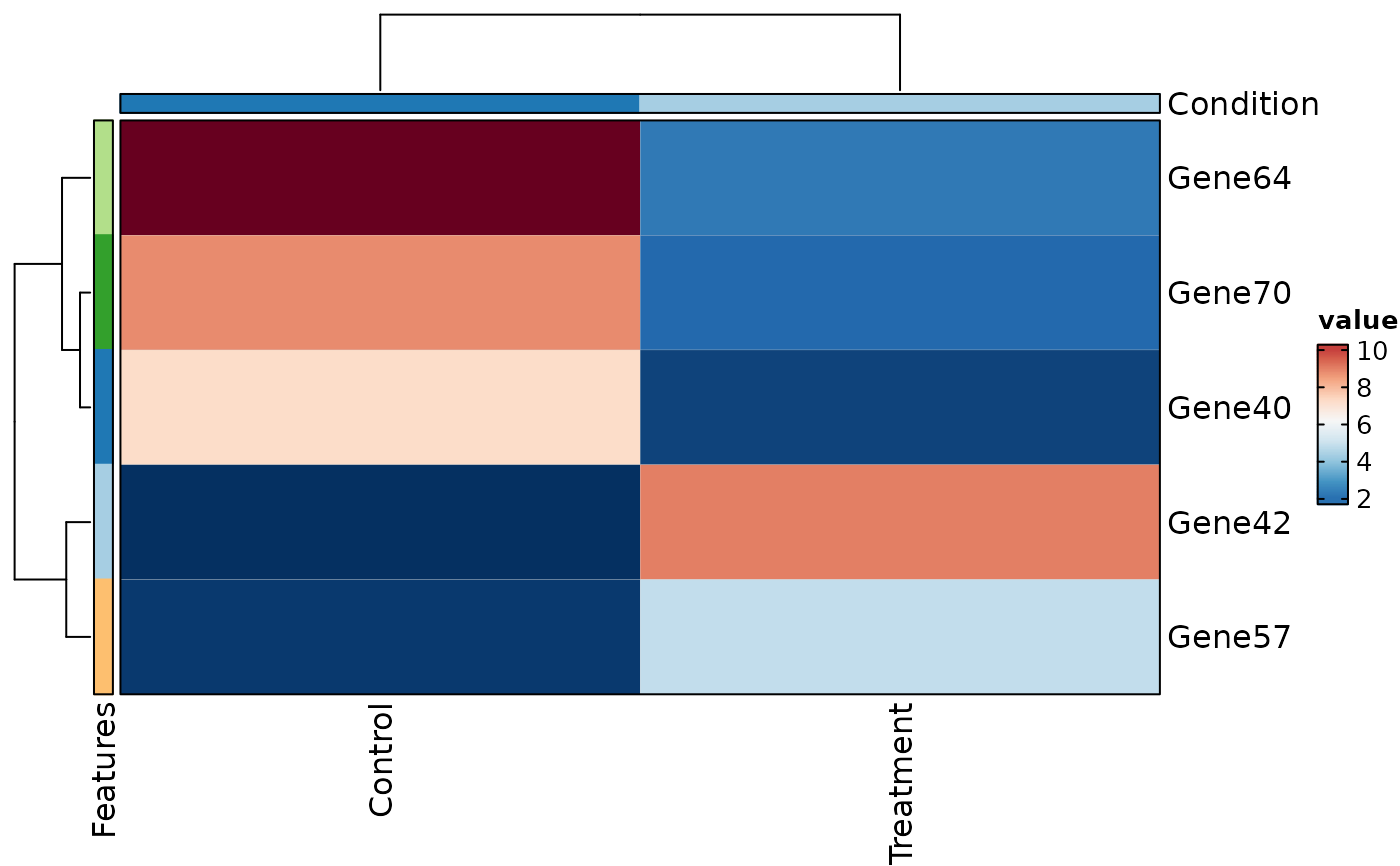 Condition
Gene64
Gene70
Gene40
Gene42
Gene57
value
10
8
6
4
2
Features
Control
Treatment